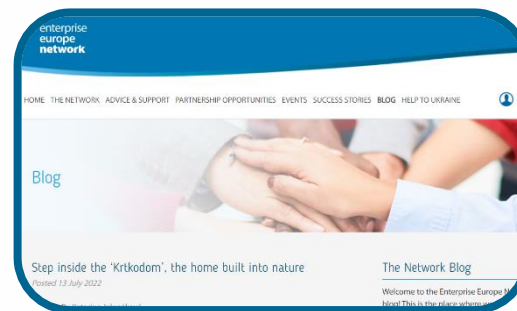 enterprise
europe
network
HOME THE NETWORK ADVICE & SUPPORT PARTNERSHIP OPPORTUNITIES EVENTS SUCCESS STORIES BLOG HELP TO UKRAINE
Blog
Step inside the ‘Krtkodom’, the home built into nature
Posted 13 July 2022
The Network Blog
Welcome to the Enterprise Europe
blog! This is the place where